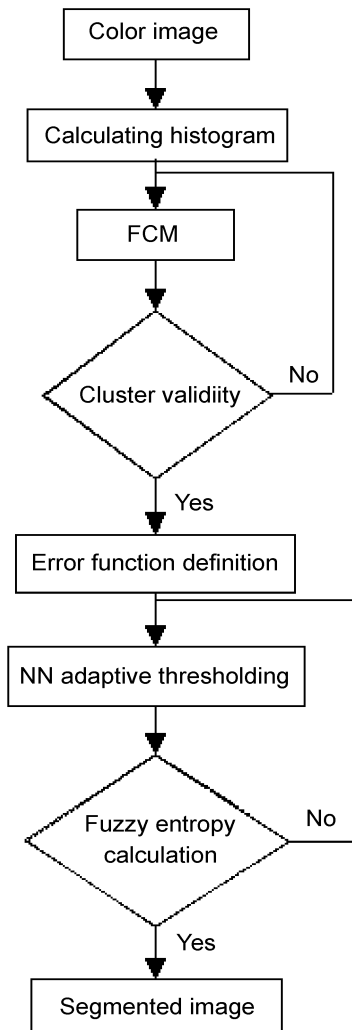 Color image
Calculating histogram
FCM
Cluster validiity
No
Yes
Error function definition
NN adaptive thresholding
Fuzzy entropy
calculation
No
Yes
Segmented image